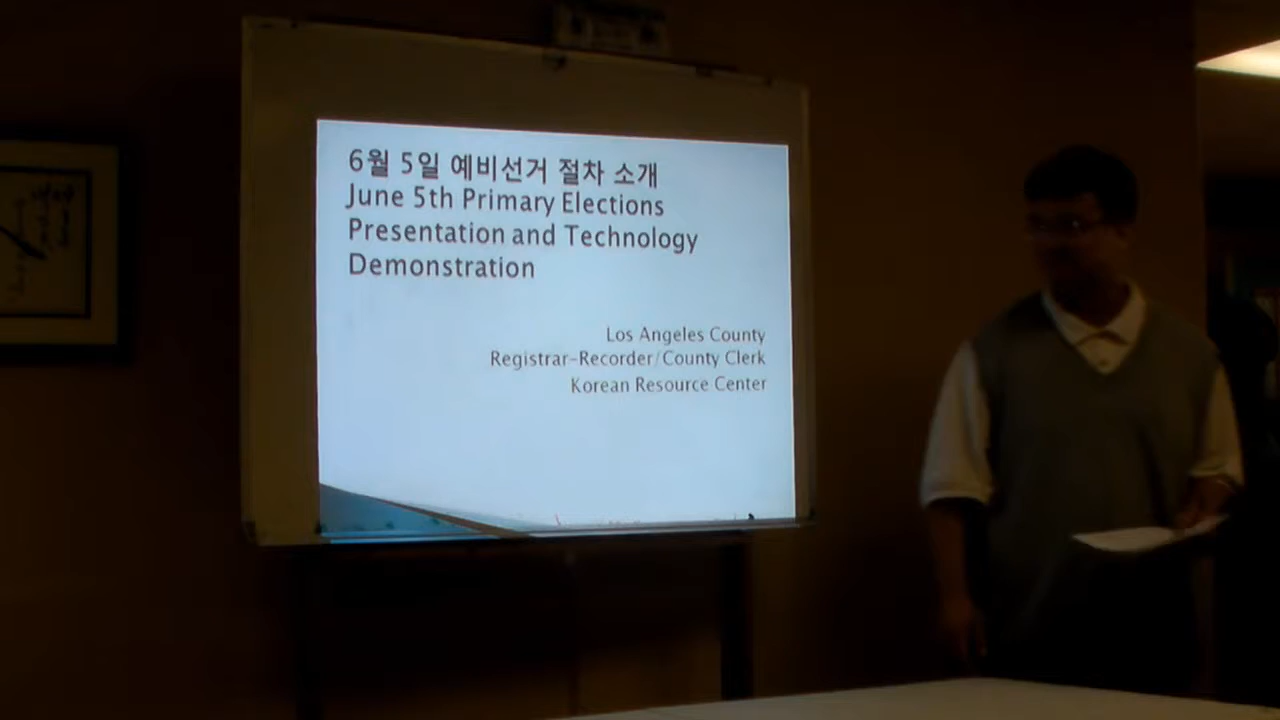 6월 5일 예비선거 절차 소개
June 5th Primary Elections
Presentation and Technology
Demonstration
Los Angeles County
Registrar-Recorder/County Clerk
Korean Resource Center